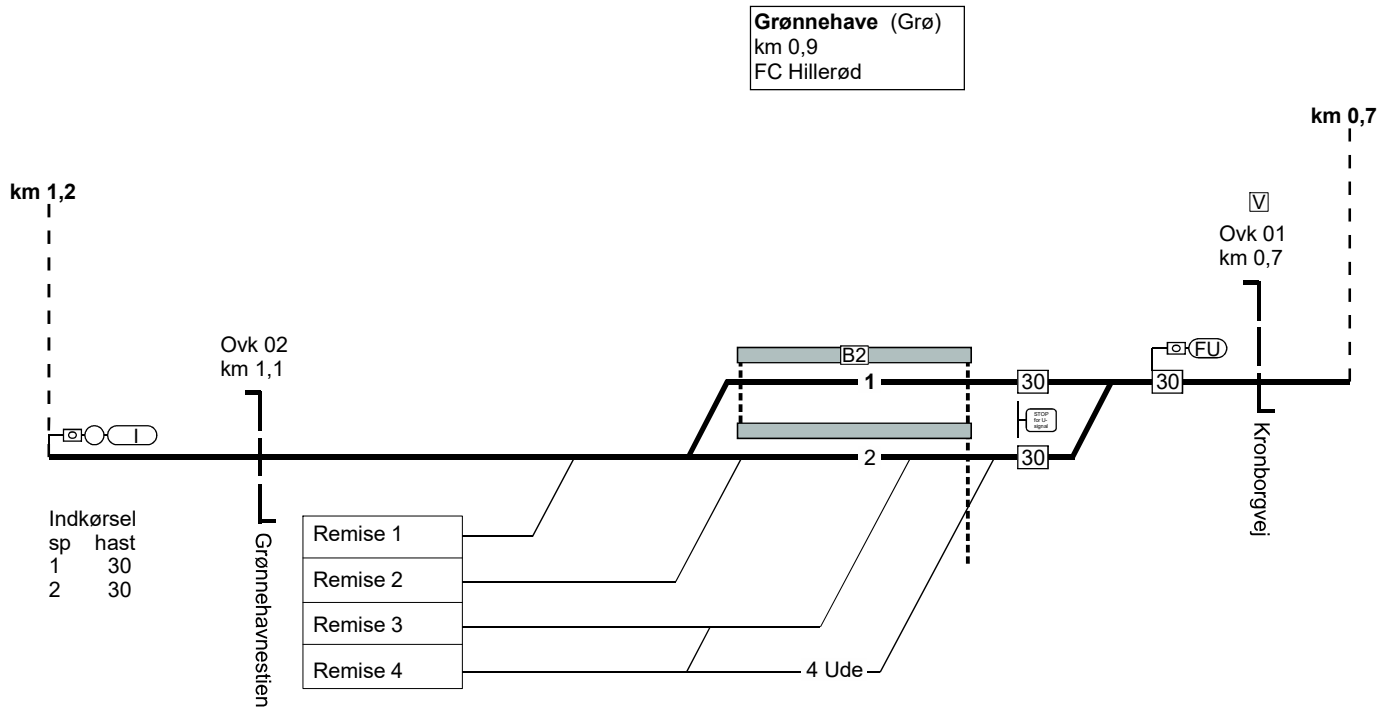 Grønnehave (Grø)
km 0,9
FC Hillerød
km 0,7
km 1,2
V
Ovk 01
km 0,7
Ovk 02
km 1,1
B2
FU
1
30
30
I
STOP
for U-
signal
2
30
Kronborgvej
Indkørsel
sp hast
1 30
2 30
Grønnehavnestien
Remise 1
Remise 2
Remise 3
Remise 4
4 Ude